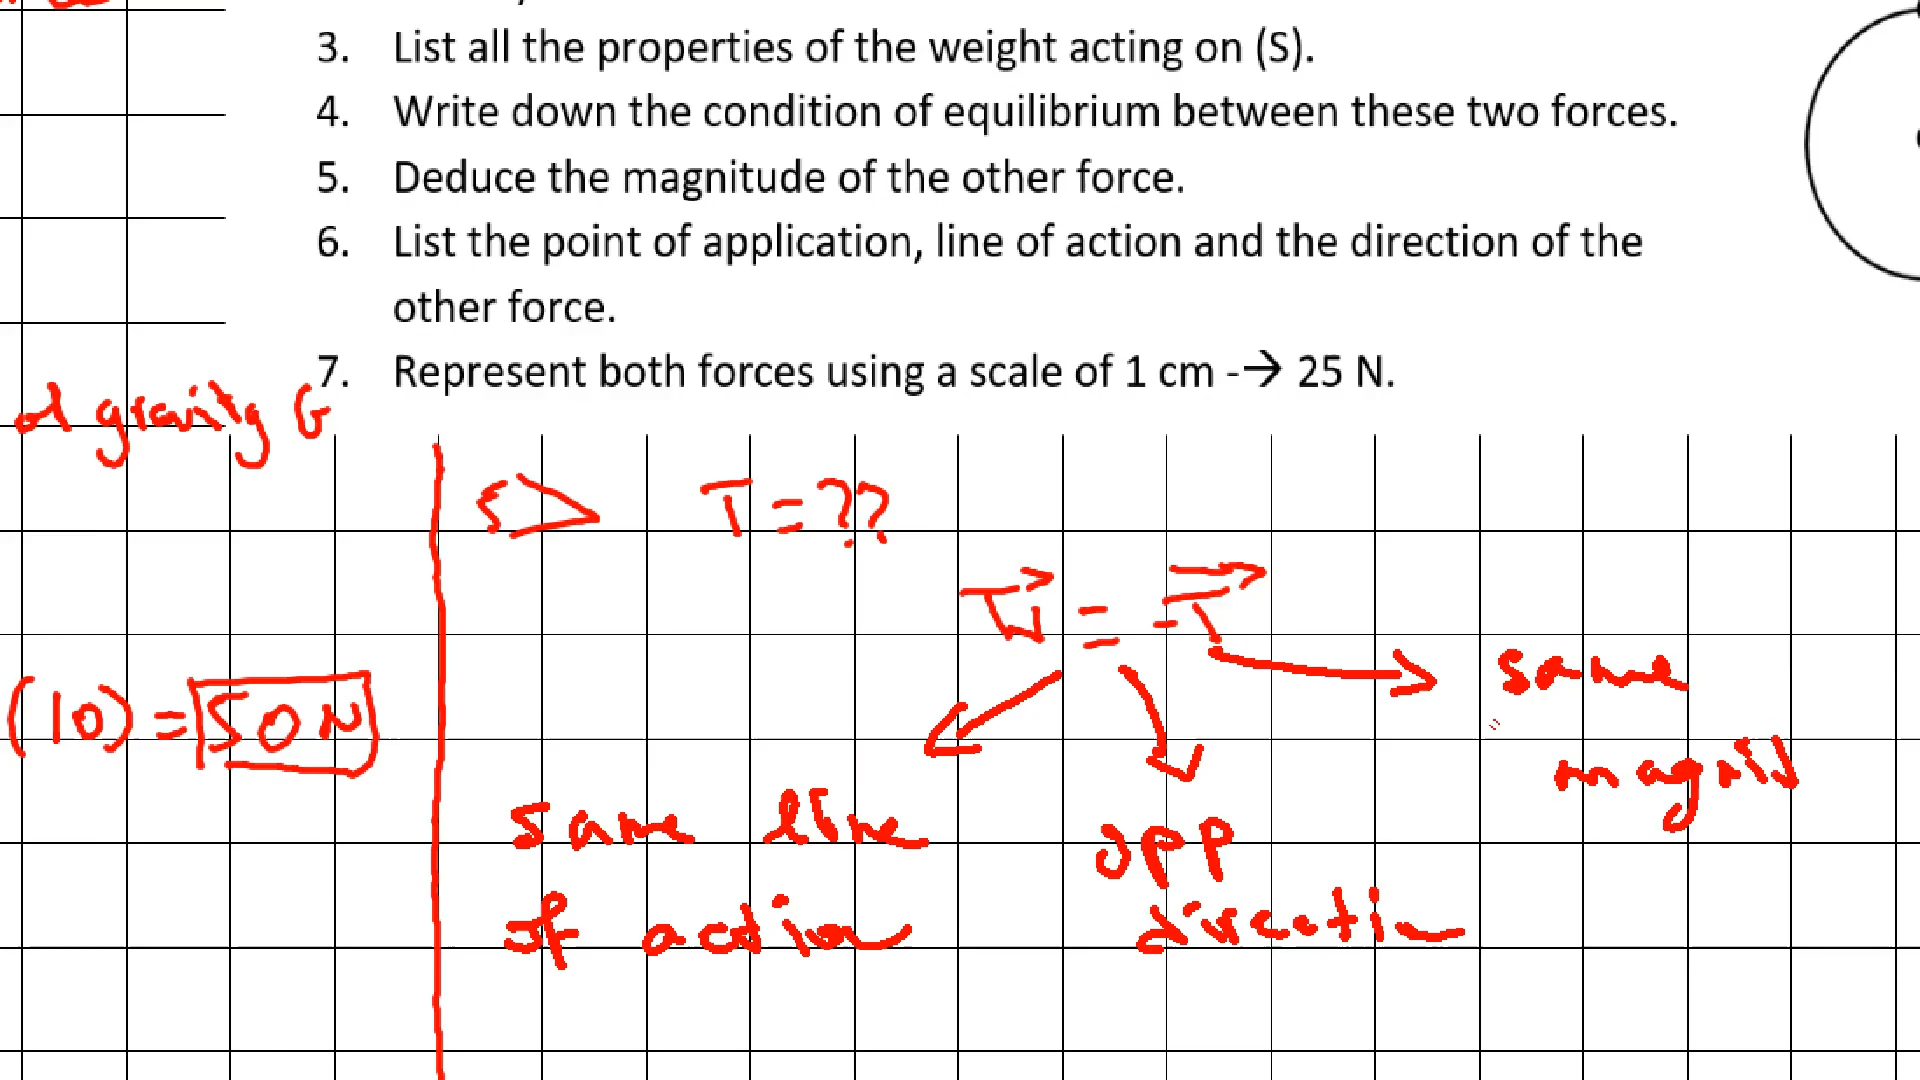 3. List all the properties of the weight acting on (S).
4. Write down the condition of equilibrium between these two forces.
5. Deduce the magnitude of the other force.
6. List the point of application, line of action and the direction of the
other force.
7. Represent both forces using a scale of 1 cm -→ 25 N.
gravity G
5▷ T = ??
W⃗ = -T⃗
(10) = 50N
same line
of action
opp
direction
same
magnit